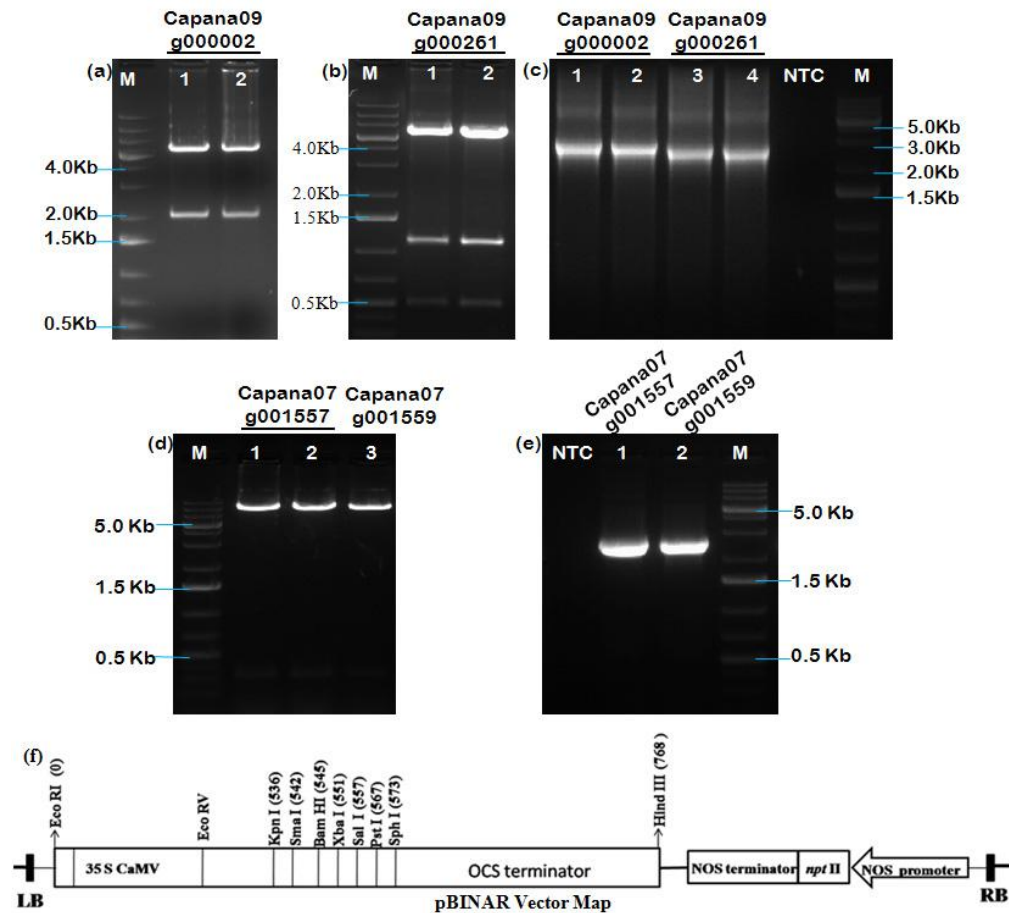 Capana09
g000002
Capana09
g000261
Capana09 Capana09
g000002 g000261
(a)
M 1 2
4.0Kb
2.0Kb
1.5Kb
0.5Kb
(b)
M 1 2
4.0Kb
2.0Kb
1.5Kb
0.5Kb
(c)
1 2 3 4 NTC M
5.0Kb
3.0Kb
2.0Kb
1.5Kb
Capana07 Capana07
g001557 g001559
(d)
M 1 2 3
5.0 Kb
1.5 Kb
0.5 Kb
Capana07
g001557
Capana07
g001559
(e)
NTC 1 2 M
5.0 Kb
1.5 Kb
0.5 Kb
(f)
Eco RI (0)
Eco RV
Kpn I (536)
Sma I (542)
Bam HI (545)
Xba I (551)
Sal I (557)
Pst I (567)
Sph I (573)
Hind III (768)
35 S CaMV
OCS terminator
NOS terminator
npt II
NOS promoter
LB
RB
pBINAR Vector Map